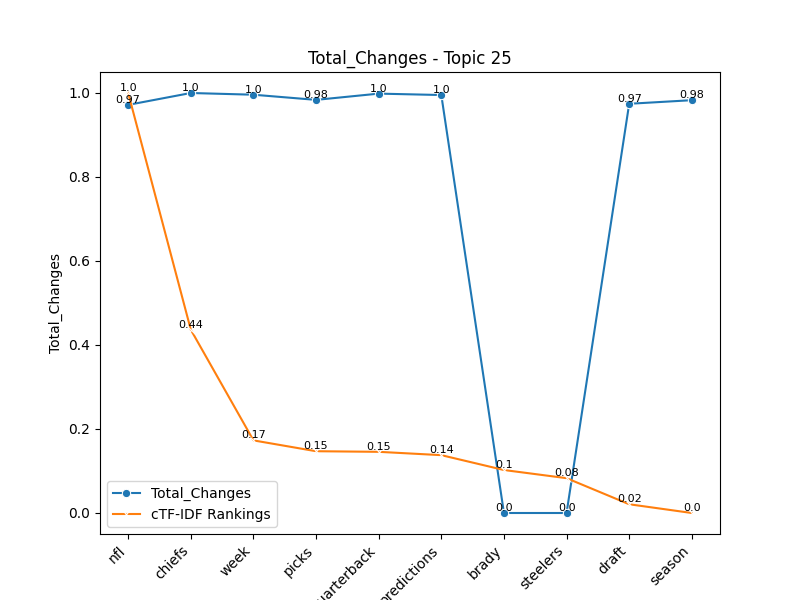 Total_Changes - Topic 25
Total_Changes
1.0
0.8
0.6
0.4
0.2
0.0
1.0
0.97
1.0
1.0
0.98
1.0
1.0
0.97
0.98
0.44
0.17
0.15
0.15
0.14
0.1
0.08
0.0
0.0
0.02
0.0
Total_Changes
cTF-IDF Rankings
nfl
chiefs
week
picks
uarterback
redictions
brady
steelers
draft
season